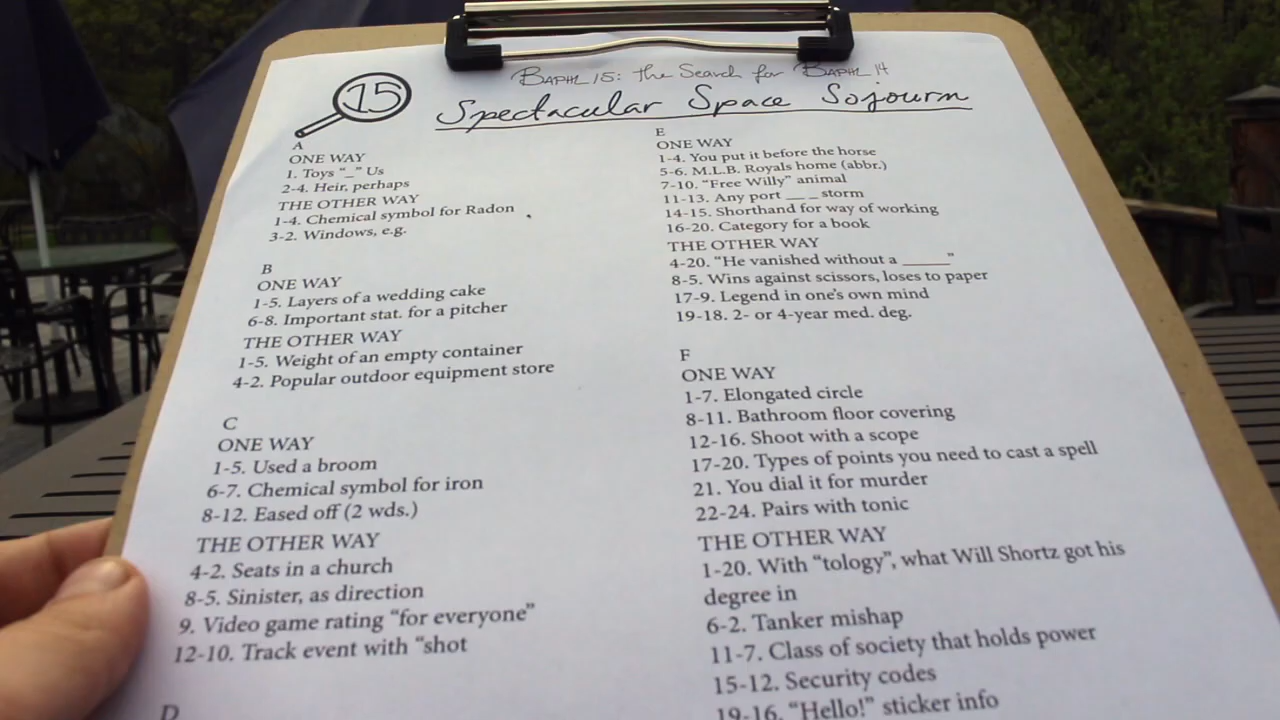 BAPHL 15: the Search for BAPHL 14
15
Spectacular Space Sojourn
A
ONE WAY
1. Toys "_" Us
2-4. Heir, perhaps
THE OTHER WAY
1-4. Chemical symbol for Radon
3-2. Windows, e.g.
B
ONE WAY
1-5. Layers of a wedding cake
6-8. Important stat. for a pitcher
THE OTHER WAY
1-5. Weight of an empty container
4-2. Popular outdoor equipment store
C
ONE WAY
1-5. Used a broom
6-7. Chemical symbol for iron
8-12. Eased off (2 wds.)
THE OTHER WAY
4-2. Seats in a church
8-5. Sinister, as direction
9. Video game rating "for everyone"
12-10. Track event with "shot
D
E
ONE WAY
1-4. You put it before the horse
5-6. M.L.B. Royals home (abbr.)
7-10. "Free Willy" animal
11-13. Any port __ _ storm
14-15. Shorthand for way of working
16-20. Category for a book
THE OTHER WAY
4-20. "He vanished without a _____"
8-5. Wins against scissors, loses to paper
17-9. Legend in one's own mind
19-18. 2- or 4-year med. deg.
F
ONE WAY
1-7. Elongated circle
8-11. Bathroom floor covering
12-16. Shoot with a scope
17-20. Types of points you need to cast a spell
21. You dial it for murder
22-24. Pairs with tonic
THE OTHER WAY
1-20. With "tology", what Will Shortz got his
degree in
6-2. Tanker mishap
11-7. Class of society that holds power
15-12. Security codes
19-16. "Hello!" sticker info